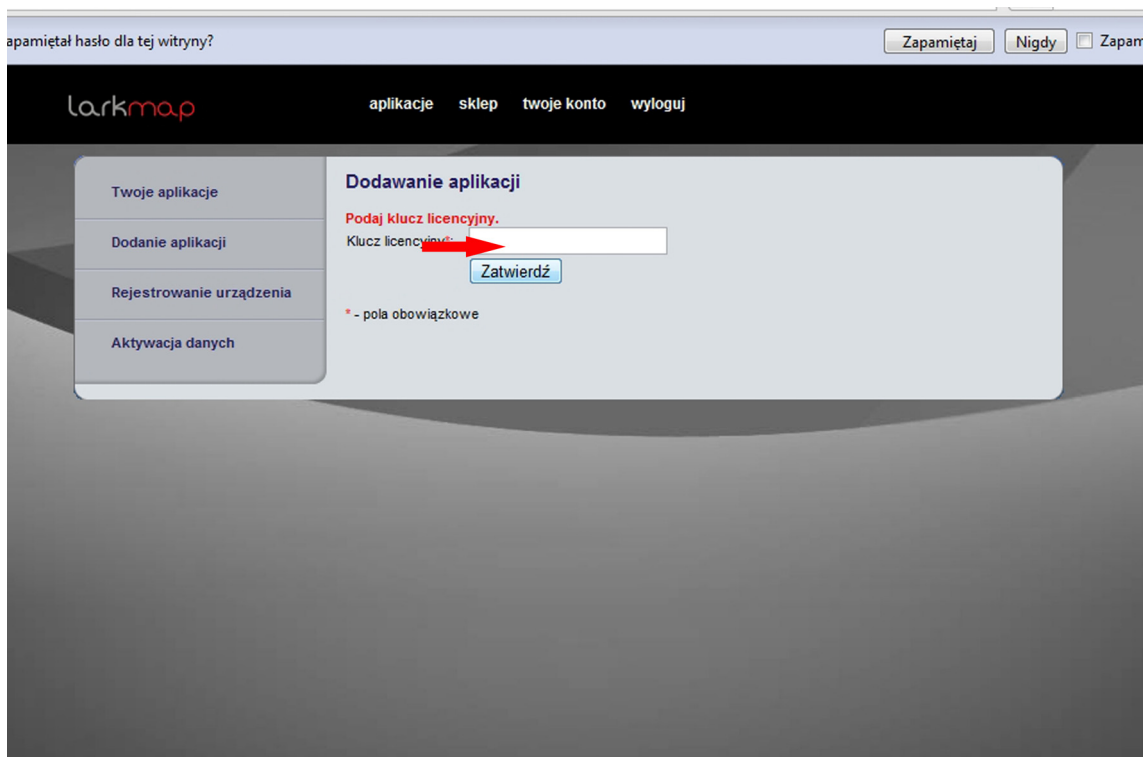 apamiętał hasło dla tej witryny? Zapamiętaj Nigdy Zapam
larkmap aplikacje sklep twoje konto wyloguj
Twoje aplikacje
Dodanie aplikacji
Rejestrowanie urządzenia
Aktywacja danych
Dodawanie aplikacji
Podaj klucz licencyjny.
Klucz licencyjny*:
Zatwierdź
* - pola obowiązkowe